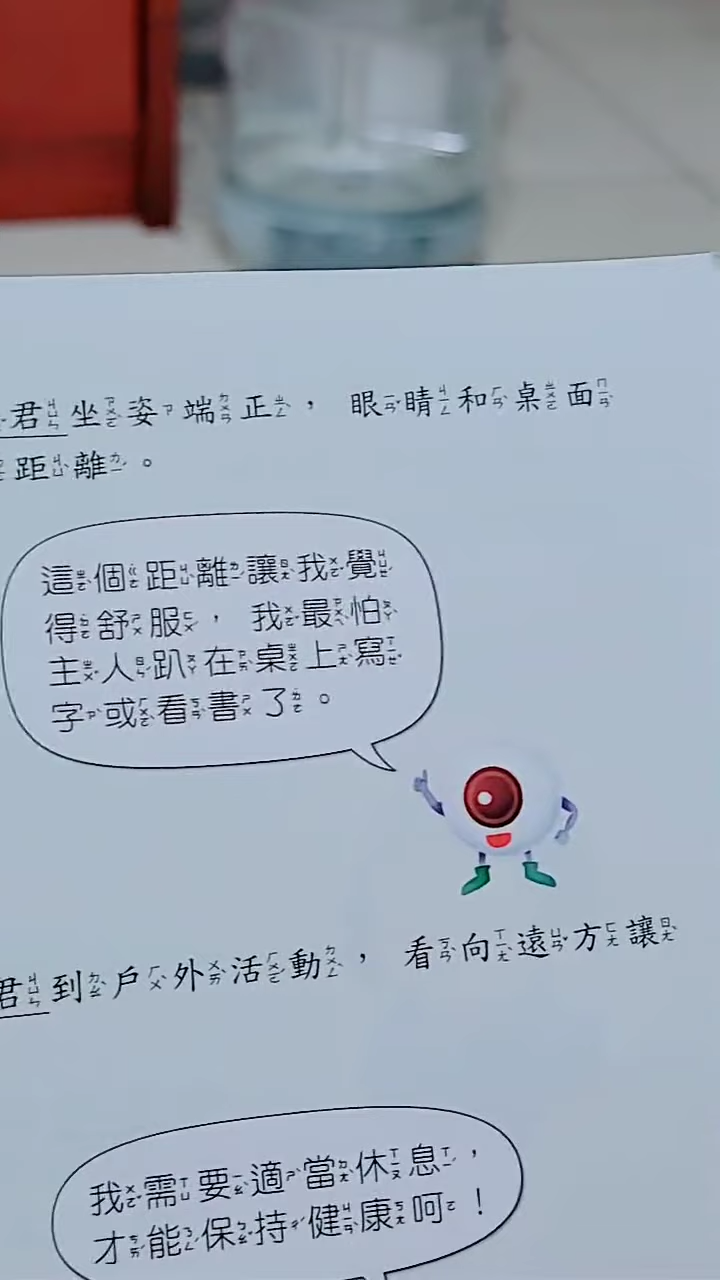 君坐姿端正，眼睛和桌面
距離。
這個距離讓我覺
得舒服，我最怕
主人趴在桌上寫
字或看書了。
君到戶外活動，看向遠方讓
我需要適當休息，
才能保持健康呵！